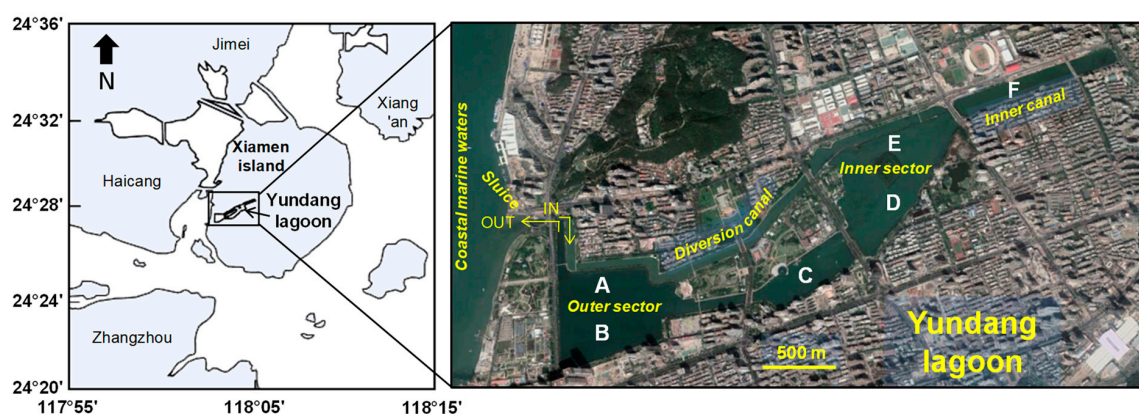 24°36'
24°32'
24°28'
24°24'
24°20'
117°55'
118°05'
118°15'
N
Jimei
Xiang
'an
Xiamen
island
Haicang
Yundang
lagoon
Zhangzhou
Coastal marine waters
Sluice
IN
OUT
A
Outer sector
B
Diversion canal
C
D
E
Inner sector
F
Inner canal
500 m
Yundang
lagoon